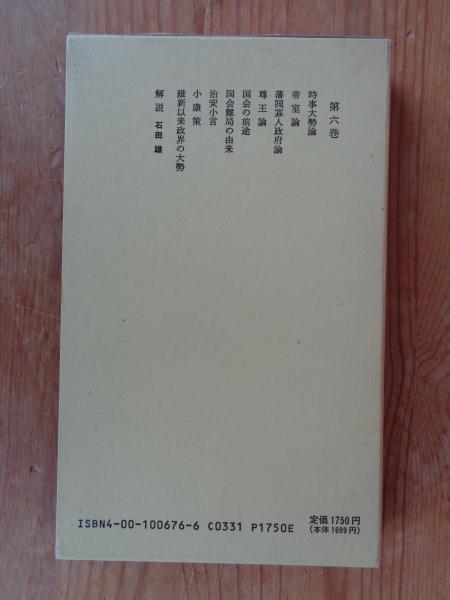 第六巻
時事大勢論
帝室論
藩閥寡人政府論
尊王論
国会の前途
国会難局の由来
治安小言
小康策
維新以来政界の大勢
解説 石田 雄
ISBN4-00-100676-6 C0331 P1750E
定価1750円
(本体1699円)